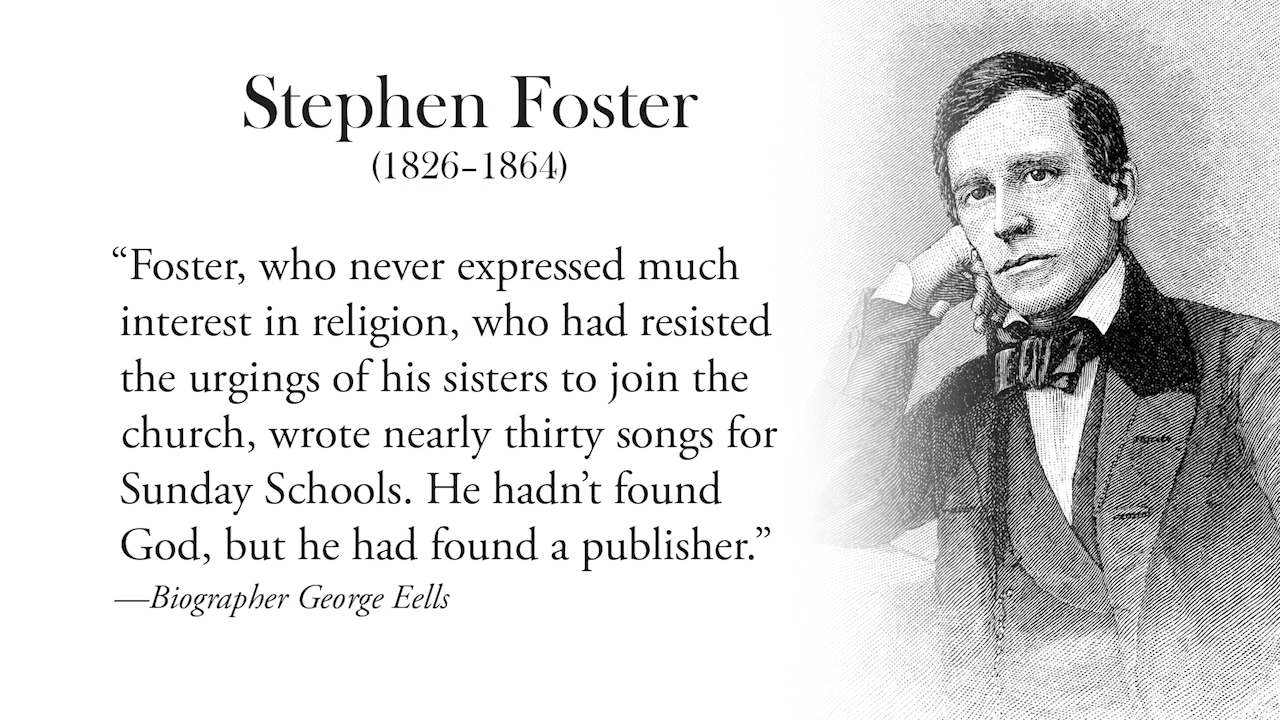 Stephen Foster
(1826–1864)
“Foster, who never expressed much
interest in religion, who had resisted
the urgings of his sisters to join the
church, wrote nearly thirty songs for
Sunday Schools. He hadn’t found
God, but he had found a publisher.”
—Biographer George Eells